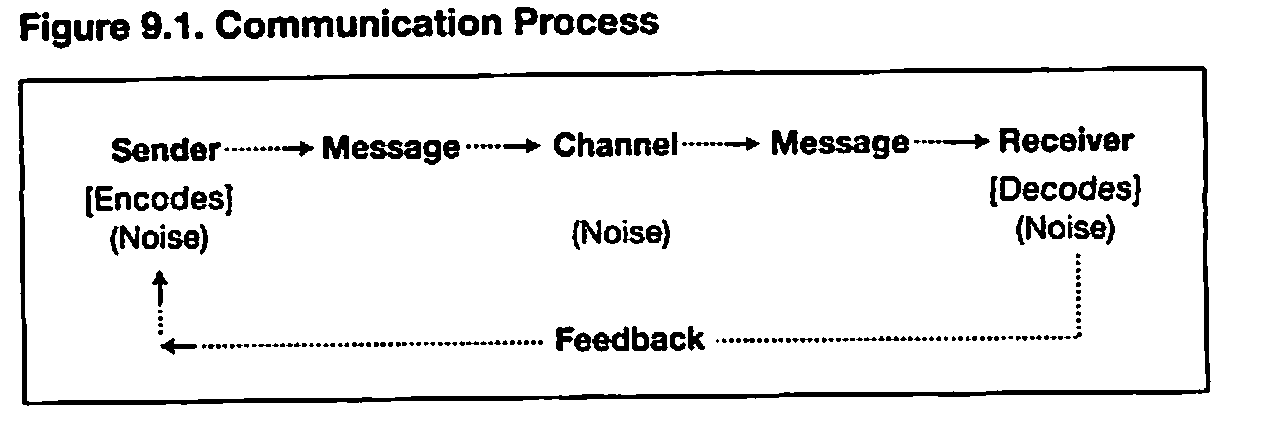 Figure 9.1. Communication Process
Sender Message Channel Message Receiver
[Encodes] [Decodes]
(Noise) (Noise) (Noise)
Feedback